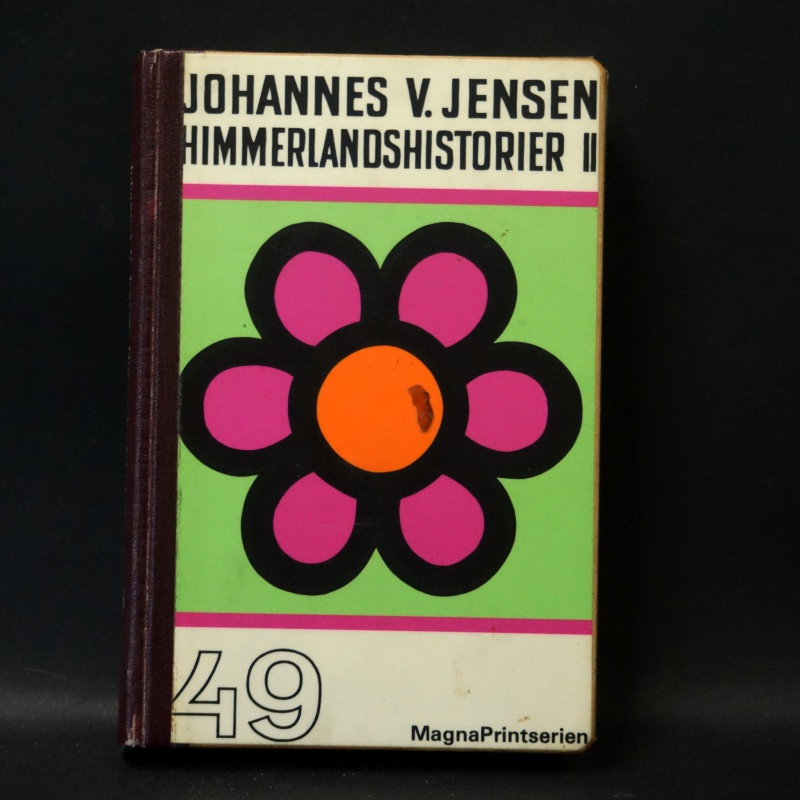 JOHANNES V. JENSEN
HIMMERLANDSHISTORIER II
49
MagnaPrintserien